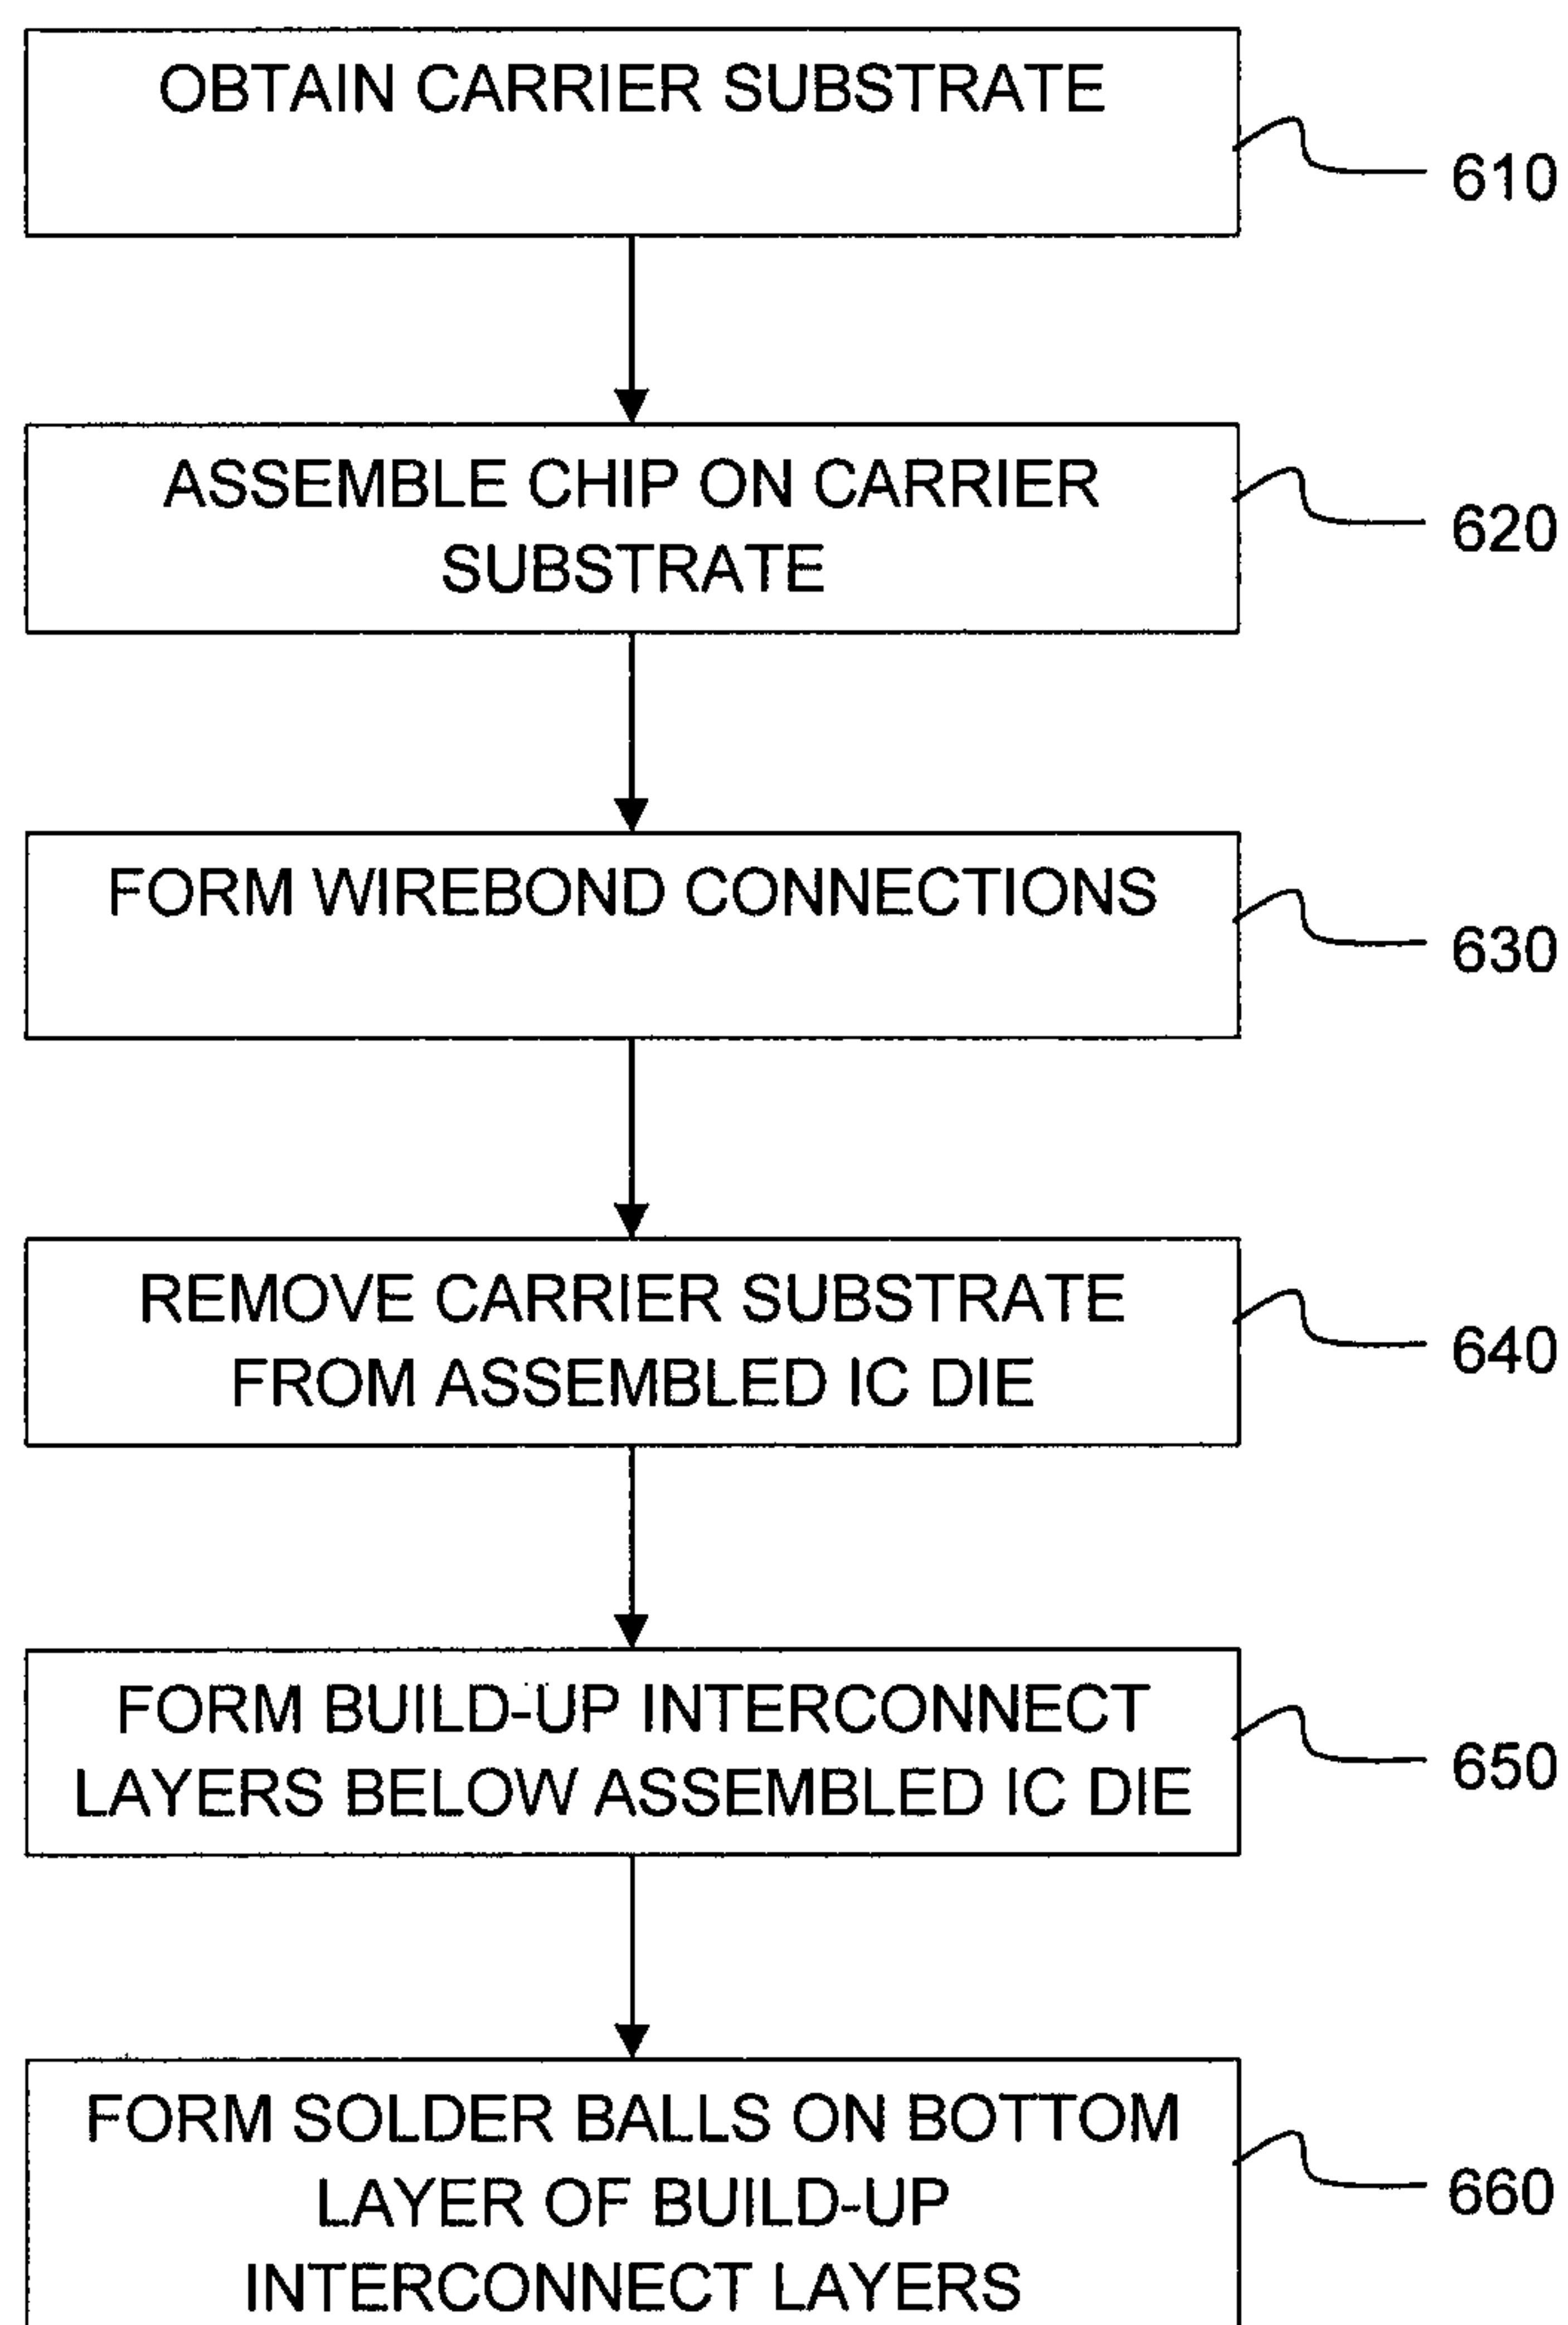 OBTAIN CARRIER SUBSTRATE
610
ASSEMBLE CHIP ON CARRIER
SUBSTRATE
620
FORM WIREBOND CONNECTIONS
630
REMOVE CARRIER SUBSTRATE
FROM ASSEMBLED IC DIE
640
FORM BUILD-UP INTERCONNECT
LAYERS BELOW ASSEMBLED IC DIE
650
FORM SOLDER BALLS ON BOTTOM
LAYER OF BUILD-UP
INTERCONNECT LAYERS
660